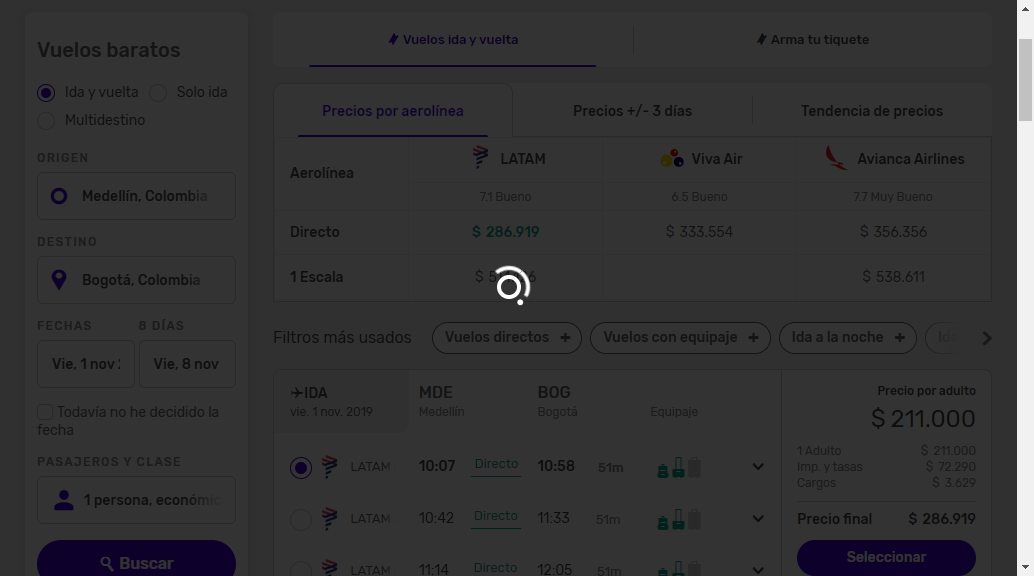 Vuelos baratos
Ida y vuelta
Solo ida
Multidestino
ORIGEN
Medellín, Colombia
DESTINO
Bogotá, Colombia
FECHAS
8 DÍAS
Vie, 1 nov
Vie, 8 nov
Todavía no he decidido la
fecha
PASAJEROS Y CLASE
1 persona, económic
Buscar
Vuelos ida y vuelta
Arma tu tiquete
Precios por aerolínea
Precios +/- 3 días
Tendencia de precios
Aerolínea
LATAM
Viva Air
Avianca Airlines
7.1 Bueno
6.5 Bueno
7.7 Muy Bueno
Directo
$ 286.919
$ 333.554
$ 356.356
1 Escala
$
$ 538.611
Filtros más usados
Vuelos directos +
Vuelos con equipaje +
Ida a la noche +
IDA
vie. 1 nov. 2019
MDE
Medellín
BOG
Bogotá
Equipaje
LATAM 10:07 Directo 10:58 51m
LATAM 10:42 Directo 11:33 51m
LATAM 11:14 Directo 12:05 51m
Precio por adulto
$ 211.000
1 Adulto $ 211.000
Imp. y tasas $ 72.290
Cargos $ 3.629
Precio final $ 286.919
Seleccionar